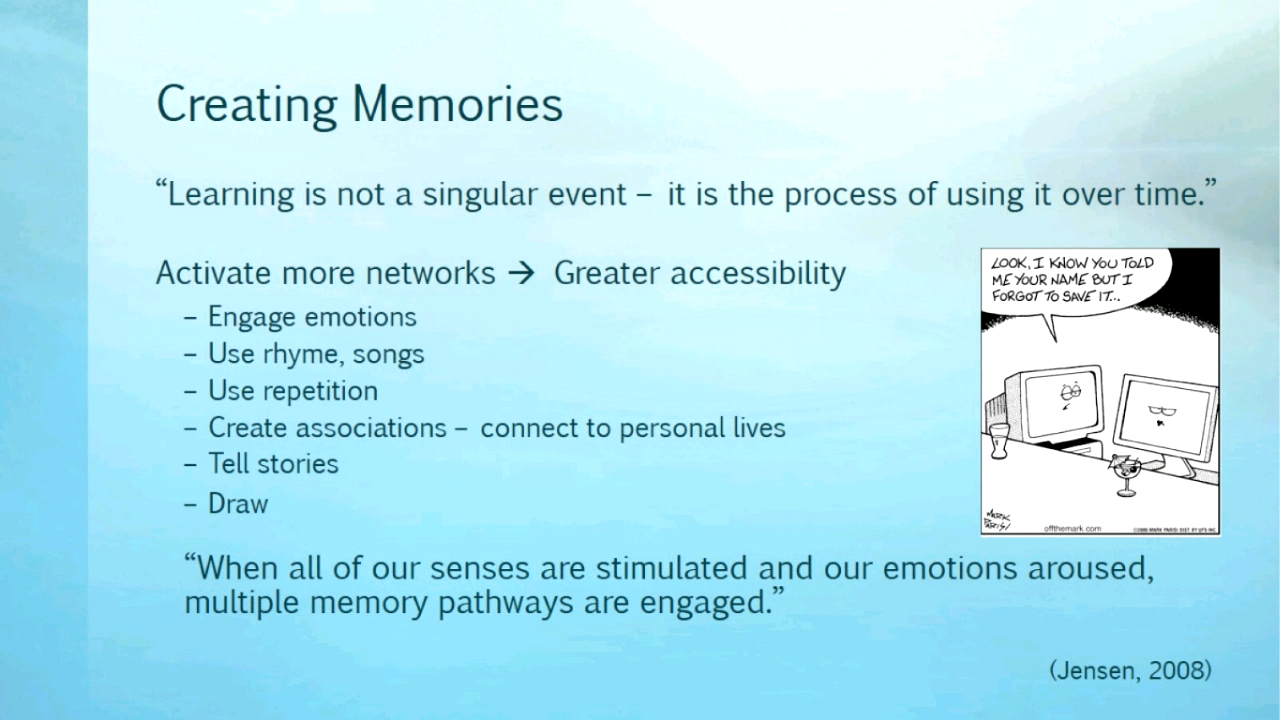 Creating Memories
“Learning is not a singular event – it is the process of using it over time.”
Activate more networks → Greater accessibility
– Engage emotions
– Use rhyme, songs
– Use repetition
– Create associations – connect to personal lives
– Tell stories
– Draw
LOOK, I KNOW YOU TOLD
ME YOUR NAME BUT I
FORGOT TO SAVE IT...
MARK
PARISI
offthemark.com
“When all of our senses are stimulated and our emotions aroused,
multiple memory pathways are engaged.”
(Jensen, 2008)